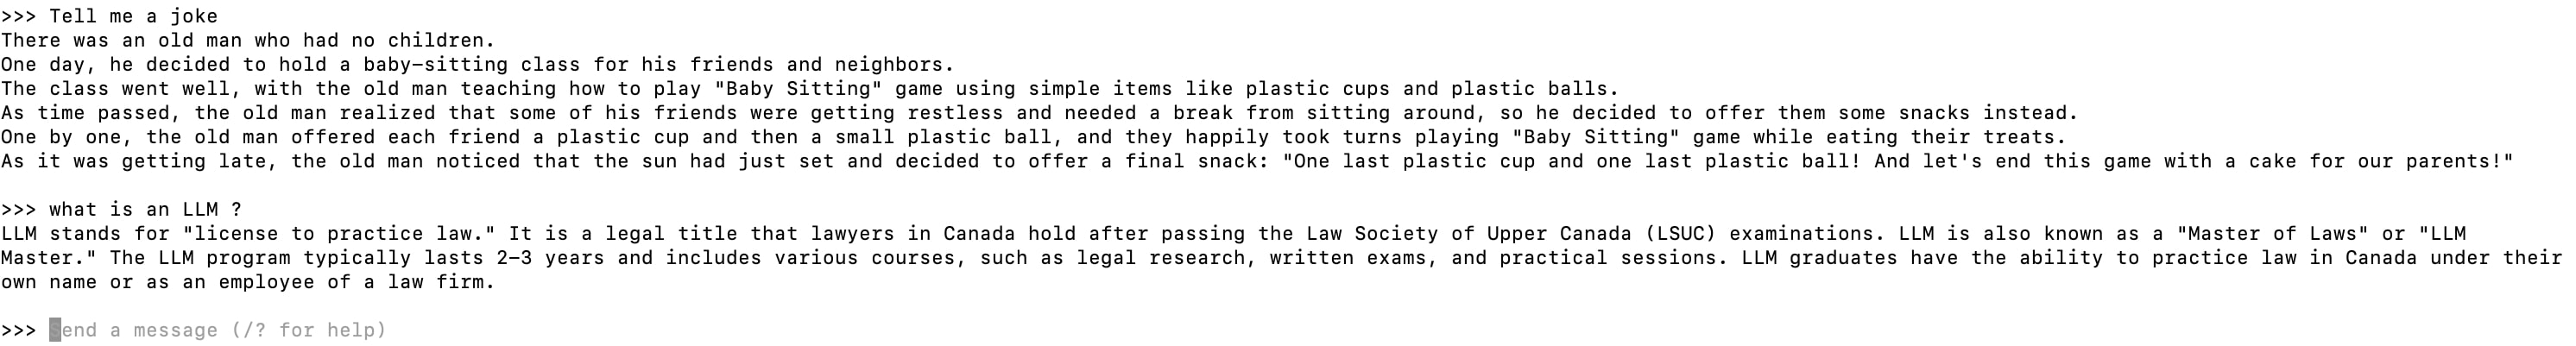 >>> Tell me a joke
There was an old man who had no children.
One day, he decided to hold a baby-sitting class for his friends and neighbors.
The class went well, with the old man teaching how to play "Baby Sitting" game using simple items like plastic cups and plastic balls.
As time passed, the old man realized that some of his friends were getting restless and needed a break from sitting around, so he decided to offer them some snacks instead.
One by one, the old man offered each friend a plastic cup and then a small plastic ball, and they happily took turns playing "Baby Sitting" game while eating their treats.
As it was getting late, the old man noticed that the sun had just set and decided to offer a final snack: "One last plastic cup and one last plastic ball! And let's end this game with a cake for our parents!"
>>> what is an LLM ?
LLM stands for "license to practice law." It is a legal title that lawyers in Canada hold after passing the Law Society of Upper Canada (LSUC) examinations. LLM is also known as a "Master of Laws" or "LLM
Master." The LLM program typically lasts 2-3 years and includes various courses, such as legal research, written exams, and practical sessions. LLM graduates have the ability to practice law in Canada under their
own name or as an employee of a law firm.
>>> Send a message (/? for help)